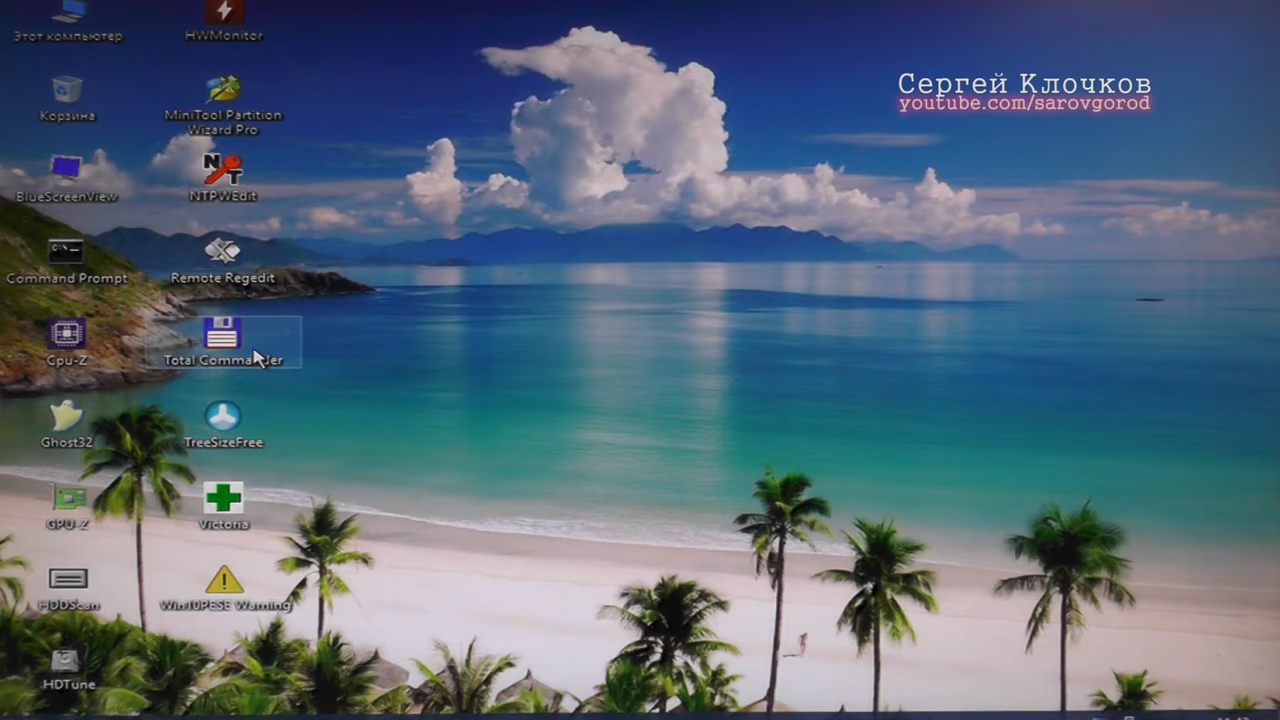 Этот компьютер
HWMonitor
Сергей Клочков
youtube.com/sarovgorod
Корзина
MiniTool Partition
Wizard Pro
BlueScreenView
NTPWEdit
Command Prompt
Remote Regedit
Cpu-Z
Total Commander
Ghost32
TreeSizeFree
GPU-Z
Victoria
HDDScan
Win10PESE Warning
HDTune